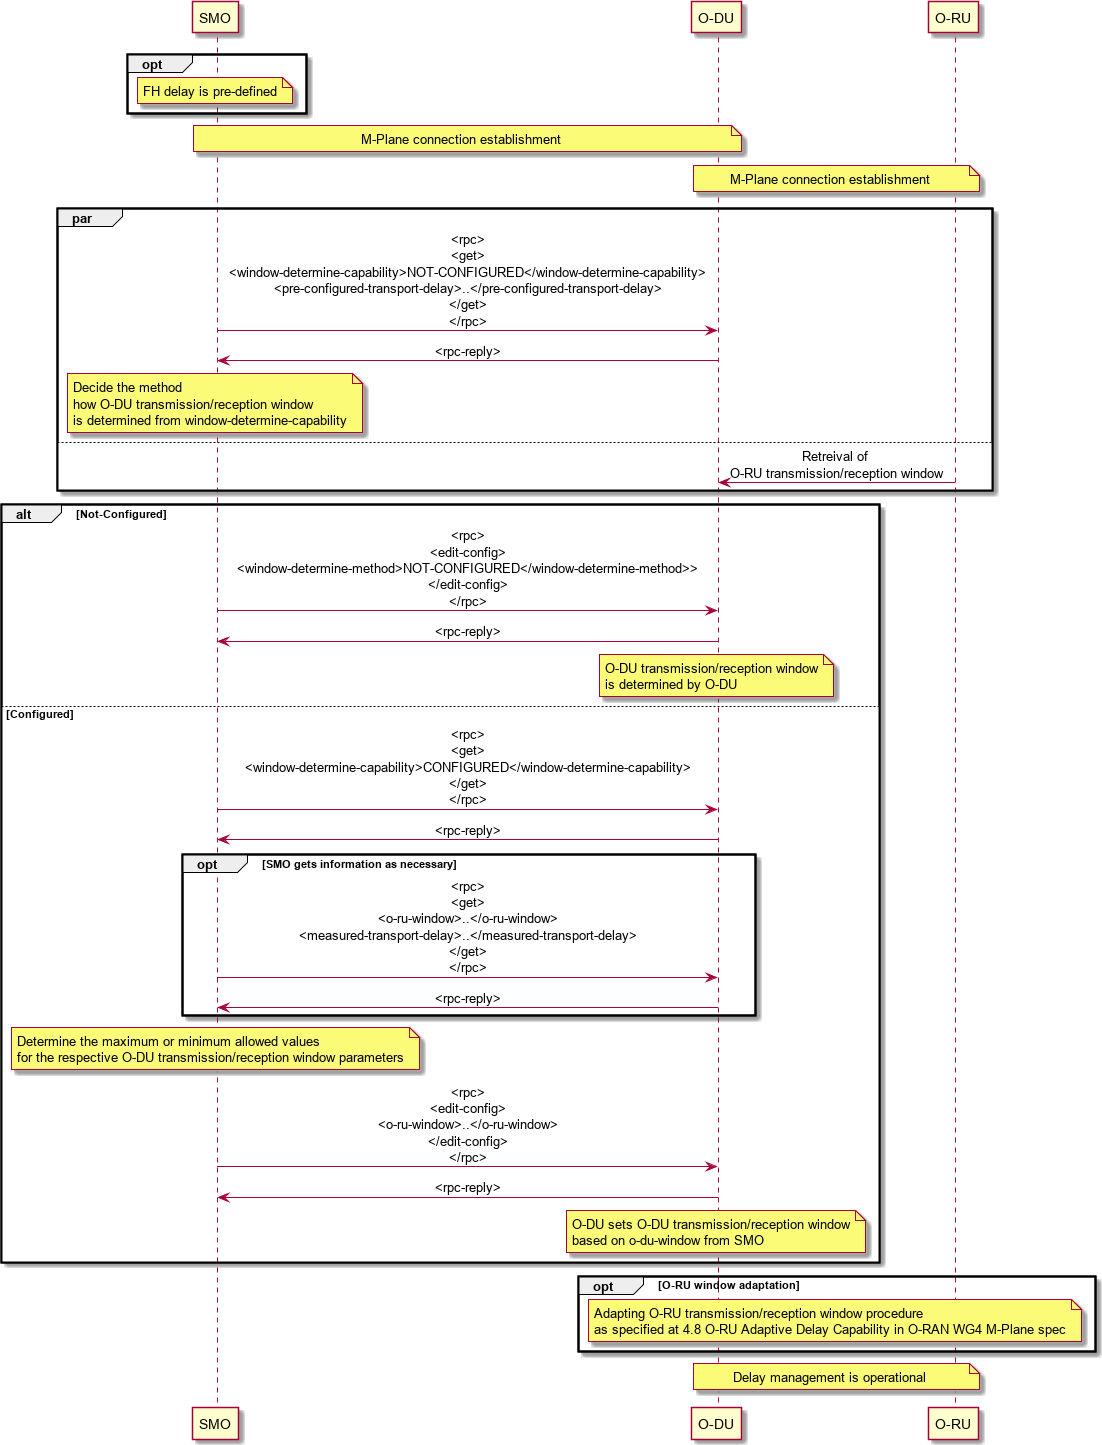 SMO
O-DU
O-RU
opt
FH delay is pre-defined
M-Plane connection establishment
M-Plane connection establishment
par
<rpc>
<get>
<window-determine-capability>NOT-CONFIGURED</window-determine-capability>
<pre-configured-transport-delay>..</pre-configured-transport-delay>
</get>
</rpc>
<rpc-reply>
Decide the method
how O-DU transmission/reception window
is determined from window-determine-capability
Retreival of
O-RU transmission/reception window
alt
[Not-Configured]
<rpc>
<edit-config>
<window-determine-method>NOT-CONFIGURED</window-determine-method>>
</edit-config>
</rpc>
<rpc-reply>
O-DU transmission/reception window
is determined by O-DU
[Configured]
<rpc>
<get>
<window-determine-capability>CONFIGURED</window-determine-capability>
</get>
</rpc>
<rpc-reply>
opt
[SMO gets information as necessary]
<rpc>
<get>
<o-ru-window>..</o-ru-window>
<measured-transport-delay>..</measured-transport-delay>
</get>
</rpc>
<rpc-reply>
Determine the maximum or minimum allowed values
for the respective O-DU transmission/reception window parameters
<rpc>
<edit-config>
<o-ru-window>..</o-ru-window>
</edit-config>
</rpc>
<rpc-reply>
O-DU sets O-DU transmission/reception window
based on o-du-window from SMO
opt
[O-RU window adaptation]
Adapting O-RU transmission/reception window procedure
as specified at 4.8 O-RU Adaptive Delay Capability in O-RAN WG4 M-Plane spec
Delay management is operational
SMO
O-DU
O-RU